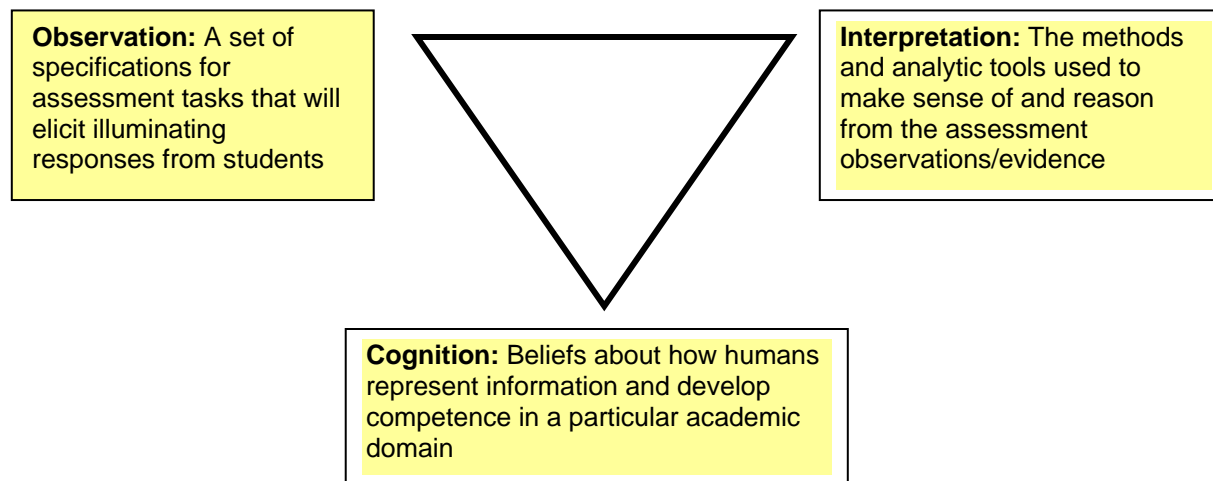 Observation: A set of
specifications for
assessment tasks that will
elicit illuminating
responses from students
Interpretation: The methods
and analytic tools used to
make sense of and reason
from the assessment
observations/evidence
Cognition: Beliefs about how humans
represent information and develop
competence in a particular academic
domain